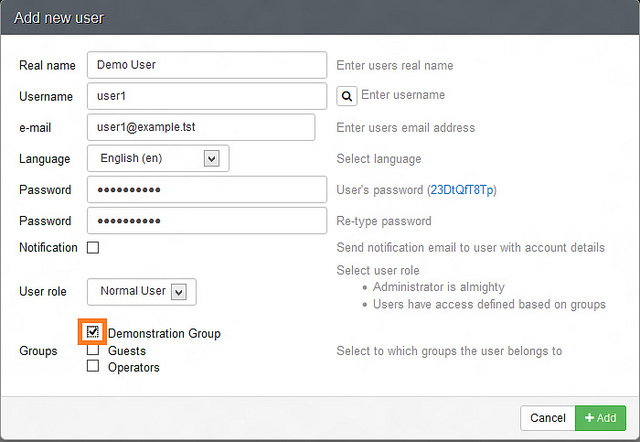 Add new user
Real name Demo User Enter users real name
Username user1 Enter username
e-mail user1@example.tst Enter users email address
Language English (en) Select language
Password ●●●●●●●●●● User's password (23DtQfT8Tp)
Password ●●●●●●●●●● Re-type password
Notification Send notification email to user with account details
Select user role
User role Normal User • Administrator is almighty
• Users have access defined based on groups
Demonstration Group
Groups Guests Select to which groups the user belongs to
Operators
Cancel + Add